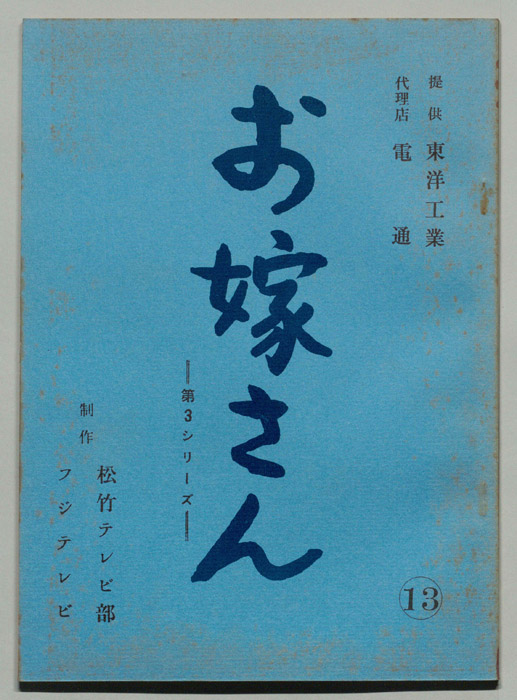 提供 東洋工業
代理店 電通
お嫁さん
―第3シリーズ―
制作 松竹テレビ部
フジテレビ
13